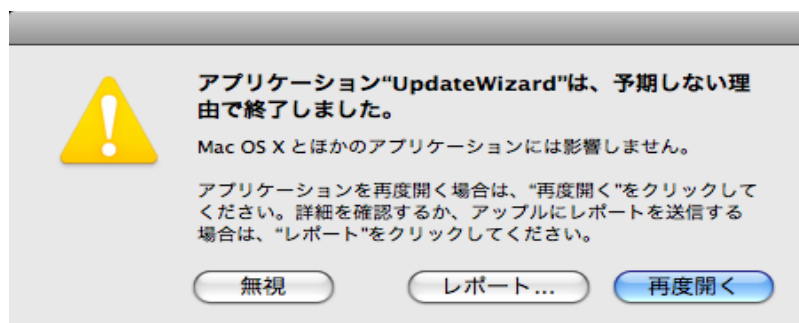 アプリケーション“UpdateWizard”は、予期しない理
由で終了しました。
Mac OS X とほかのアプリケーションには影響しません。
アプリケーションを再度開く場合は、“再度開く”をクリックして
ください。詳細を確認するか、アップルにレポートを送信する
場合は、“レポート”をクリックしてください。
無視 レポート... 再度開く